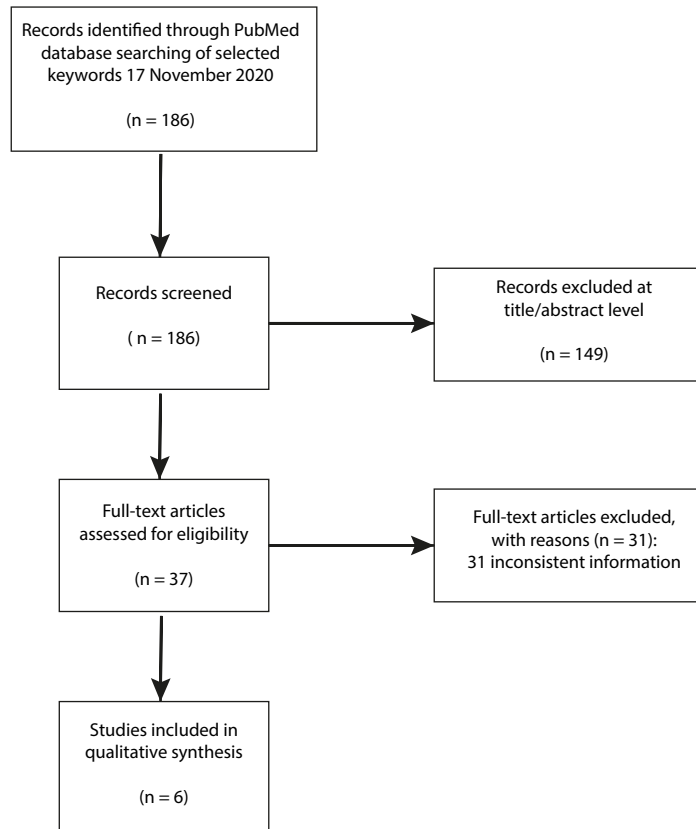 Records identified through PubMed
database searching of selected
keywords 17 November 2020
(n = 186)
Records screened
( n = 186)
Records excluded at
title/abstract level
(n = 149)
Full-text articles
assessed for eligibility
(n = 37)
Full-text articles excluded,
with reasons (n = 31):
31 inconsistent information
Studies included in
qualitative synthesis
(n = 6)